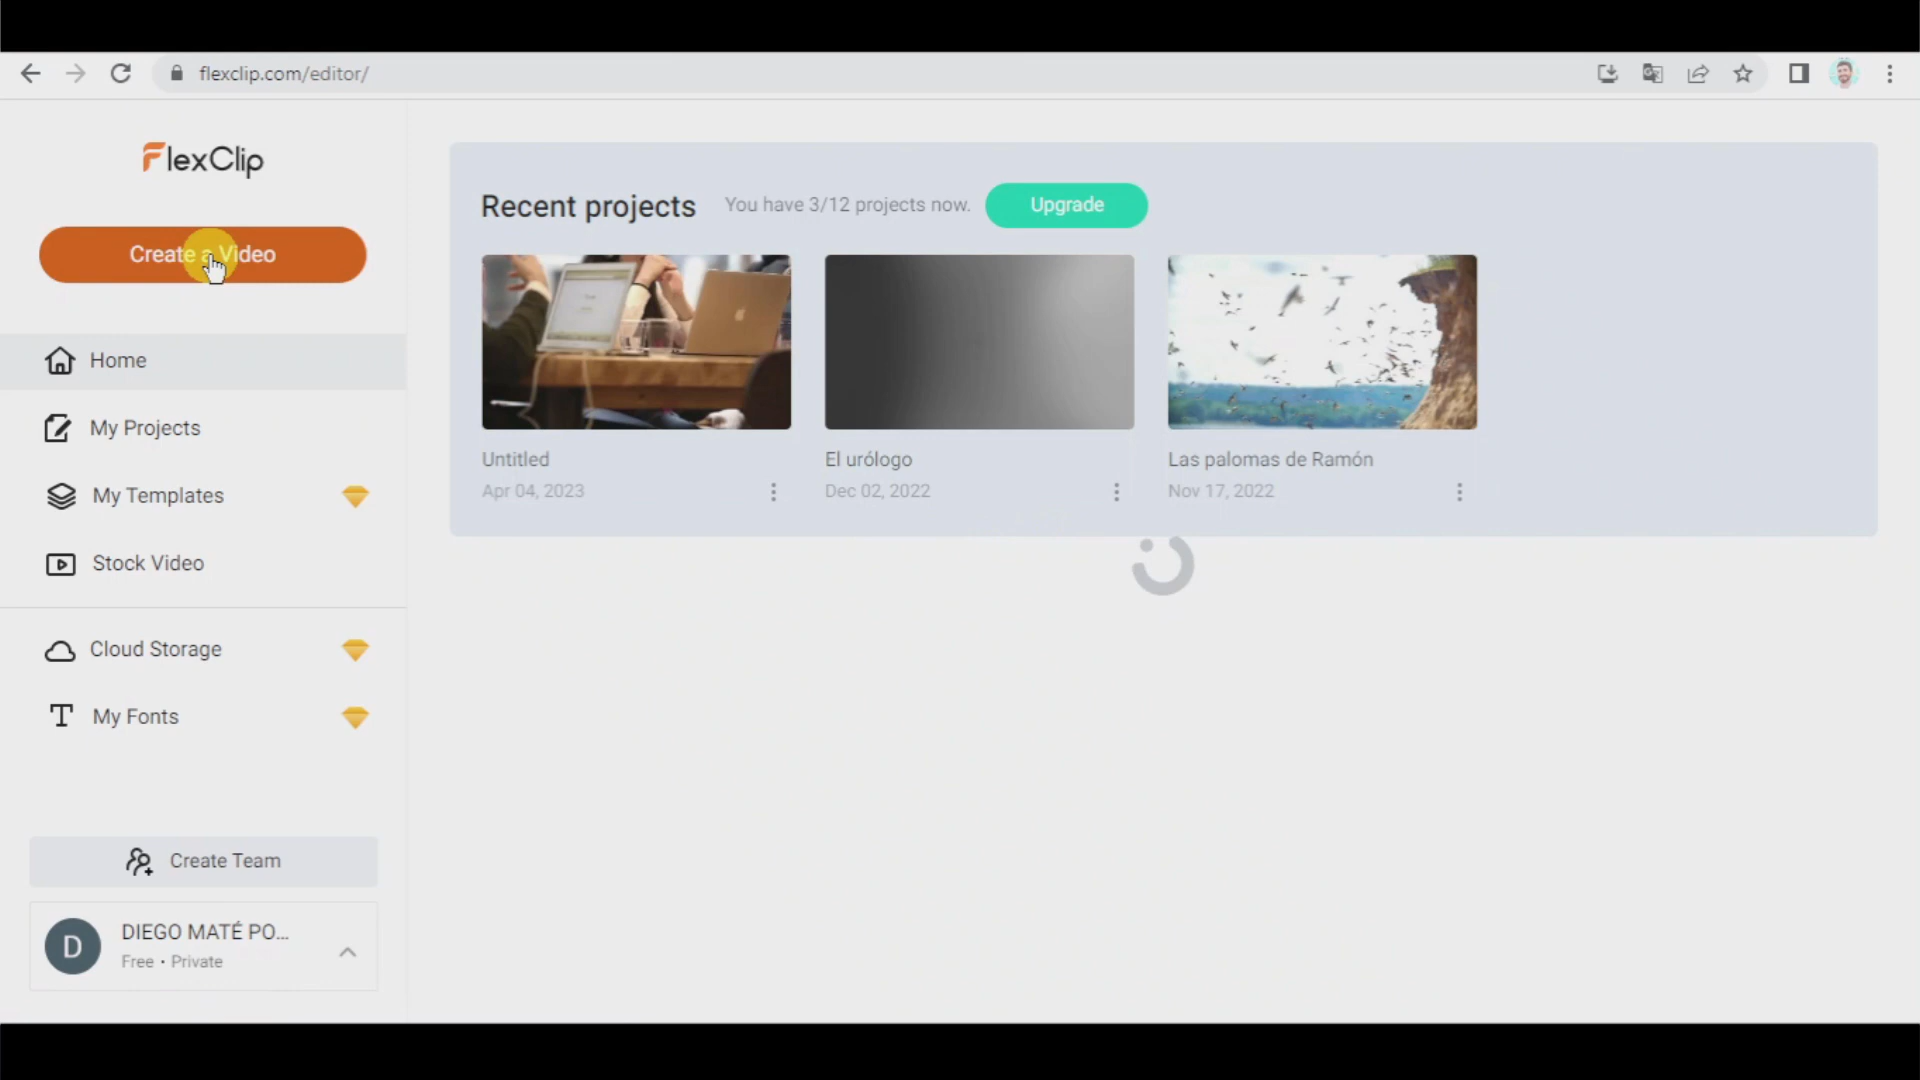 flexclip.com/editor/
FlexClip
Create a Video
Home
My Projects
My Templates
Stock Video
Cloud Storage
My Fonts
Create Team
D
DIEGO MATÉ PO...
Free • Private
Recent projects
You have 3/12 projects now.
Upgrade
Untitled
Apr 04, 2023
El urólogo
Dec 02, 2022
Las palomas de Ramón
Nov 17, 2022